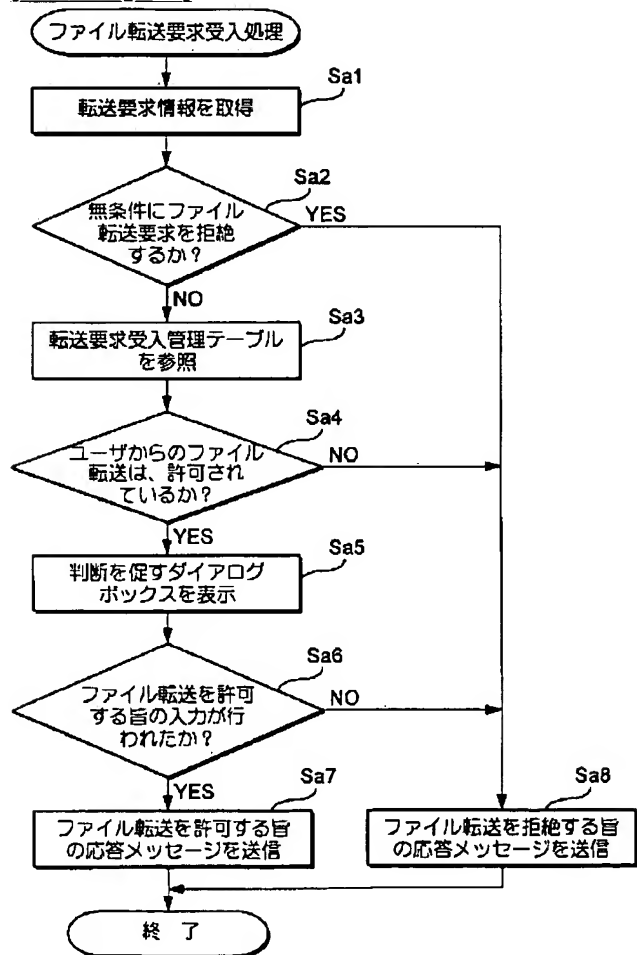 ファイル転送要求受入処理
Sa1
転送要求情報を取得
Sa2
無条件にファイル
転送要求を拒絶
するか？
YES
NO
Sa3
転送要求受入管理テーブル
を参照
Sa4
ユーザからのファイル
転送は、許可され
ているか？
NO
YES
Sa5
判断を促すダイアログ
ボックスを表示
Sa6
ファイル転送を許可
する旨の入力が行
われたか？
NO
YES
Sa7
ファイル転送を許可する旨
の応答メッセージを送信
Sa8
ファイル転送を拒絶する旨
の応答メッセージを送信
終 了